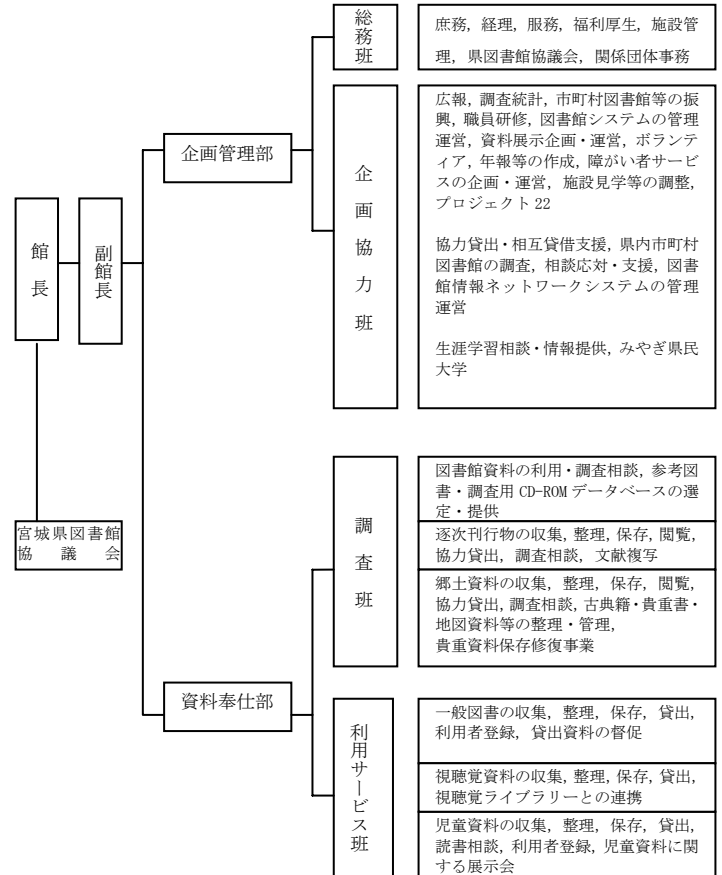 館長
副館長
宮城県図書館
協議会
企画管理部
総務班
庶務, 経理, 服務, 福利厚生, 施設管
理, 県図書館協議会, 関係団体事務
企画協力班
広報, 調査統計, 市町村図書館等の振
興, 職員研修, 図書館システムの管理
運営, 資料展示企画・運営, ボランテ
ィア, 年報等の作成, 障がい者サービ
スの企画・運営, 施設見学等の調整,
プロジェクト 22
協力貸出・相互貸借支援, 県内市町村
図書館の調査, 相談応対・支援, 図書
館情報ネットワークシステムの管理
運営
生涯学習相談・情報提供, みやぎ県民
大学
資料奉仕部
調査班
図書館資料の利用・調査相談, 参考図
書・調査用 CD-ROM データベースの選
定・提供
逐次刊行物の収集, 整理, 保存, 閲覧,
協力貸出, 調査相談, 文献複写
郷土資料の収集, 整理, 保存, 閲覧,
協力貸出, 調査相談, 古典籍・貴重書・
地図資料等の整理・管理,
貴重資料保存修復事業
利用サービス班
一般図書の収集, 整理, 保存, 貸出,
利用者登録, 貸出資料の督促
視聴覚資料の収集, 整理, 保存, 貸出,
視聴覚ライブラリーとの連携
児童資料の収集, 整理, 保存, 貸出,
読書相談, 利用者登録, 児童資料に関
する展示会